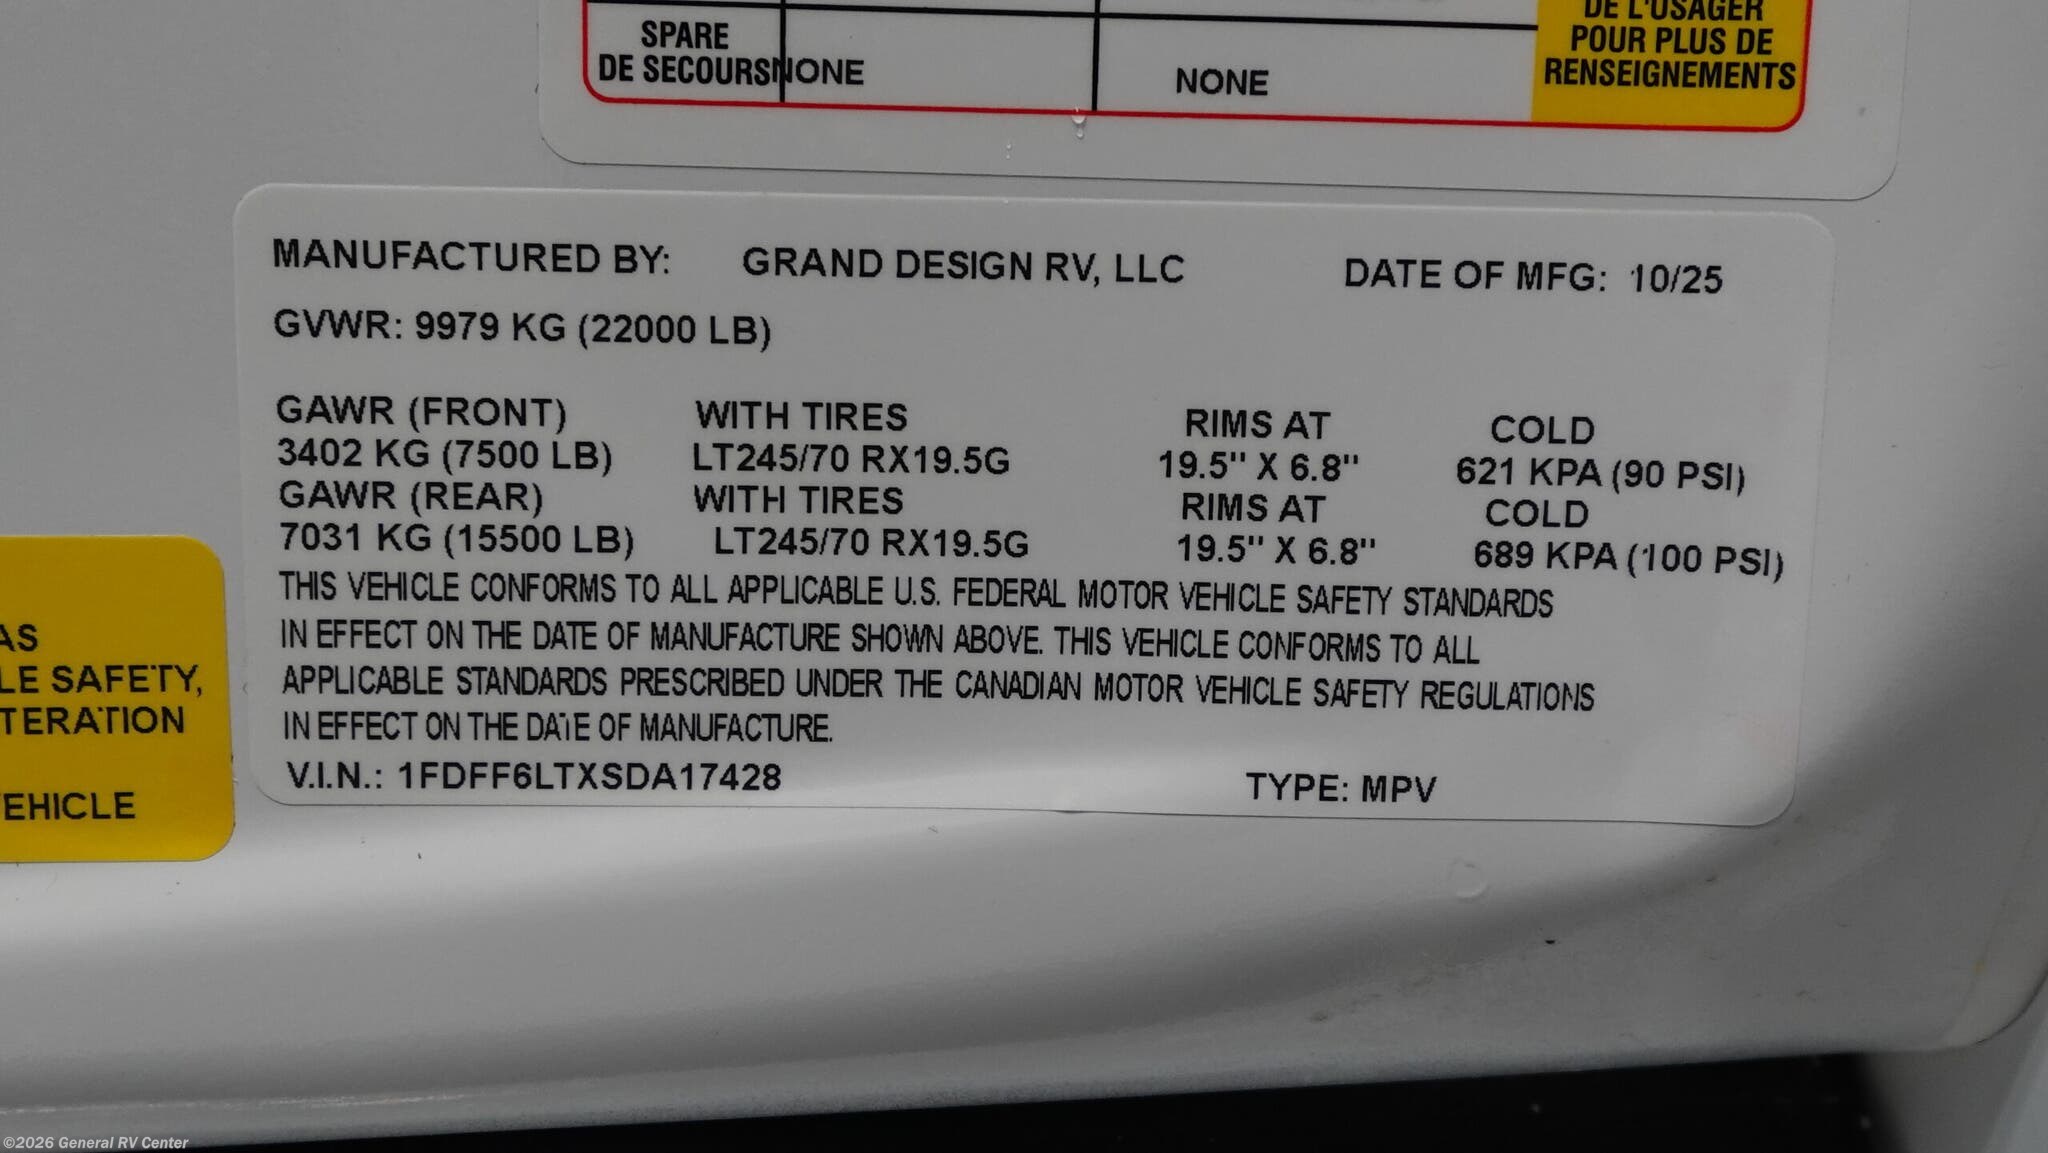 DE L'USAGER
POUR PLUS DE
RENSEIGNEMENTS
SPARE
DE SECOURS NONE NONE
MANUFACTURED BY: GRAND DESIGN RV, LLC DATE OF MFG: 10/25
GVWR: 9979 KG (22000 LB)
GAWR (FRONT) WITH TIRES RIMS AT COLD
3402 KG (7500 LB) LT245/70 RX19.5G 19.5" X 6.8" 621 KPA (90 PSI)
GAWR (REAR) WITH TIRES RIMS AT COLD
7031 KG (15500 LB) LT245/70 RX19.5G 19.5" X 6.8" 689 KPA (100 PSI)
THIS VEHICLE CONFORMS TO ALL APPLICABLE U.S. FEDERAL MOTOR VEHICLE SAFETY STANDARDS
IN EFFECT ON THE DATE OF MANUFACTURE SHOWN ABOVE. THIS VEHICLE CONFORMS TO ALL
APPLICABLE STANDARDS PRESCRIBED UNDER THE CANADIAN MOTOR VEHICLE SAFETY REGULATIONS
IN EFFECT ON THE DATE OF MANUFACTURE.
V.I.N.: 1FDFF6LTXSDA17428 TYPE: MPV
AS
LE SAFETY,
TERATION
EHICLE
©2026 General RV Center